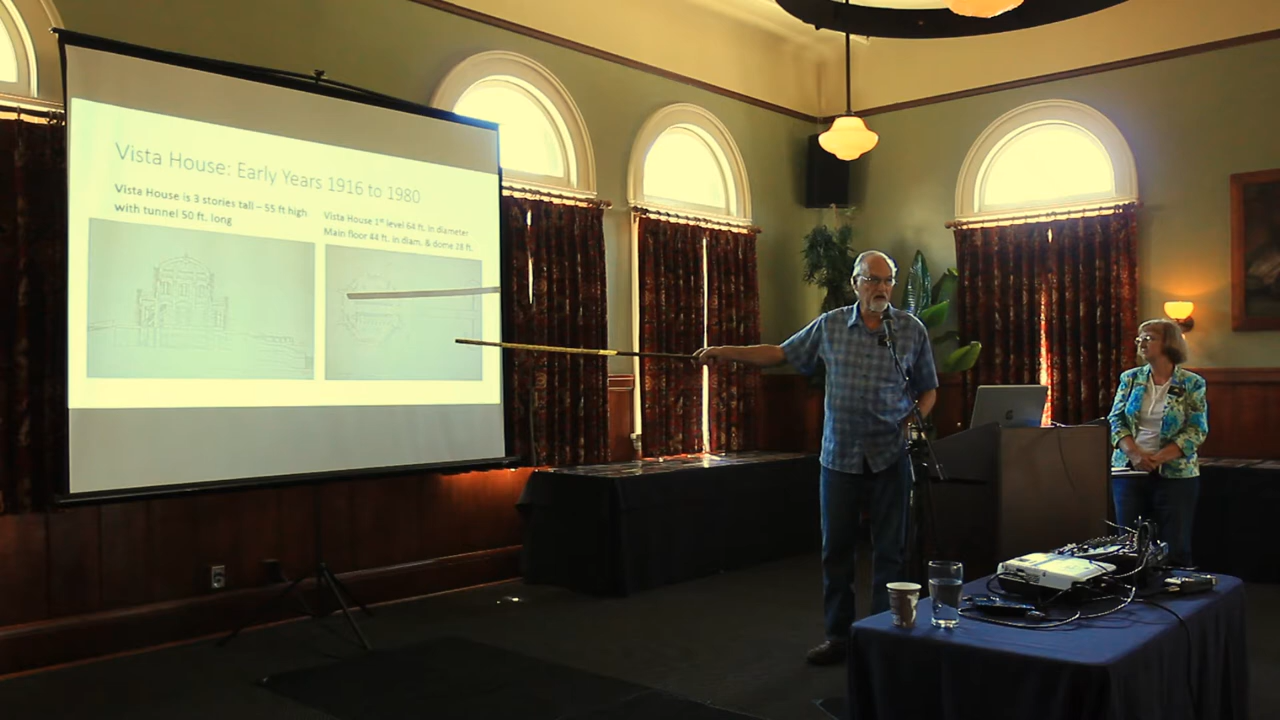 Vista House: Early Years 1916 to 1980
Vista House is 3 stories tall – 55 ft high
with tunnel 50 ft. long
Vista House 1st level 64 ft. in diameter
Main floor 44 ft. in diam. & dome 28 ft.